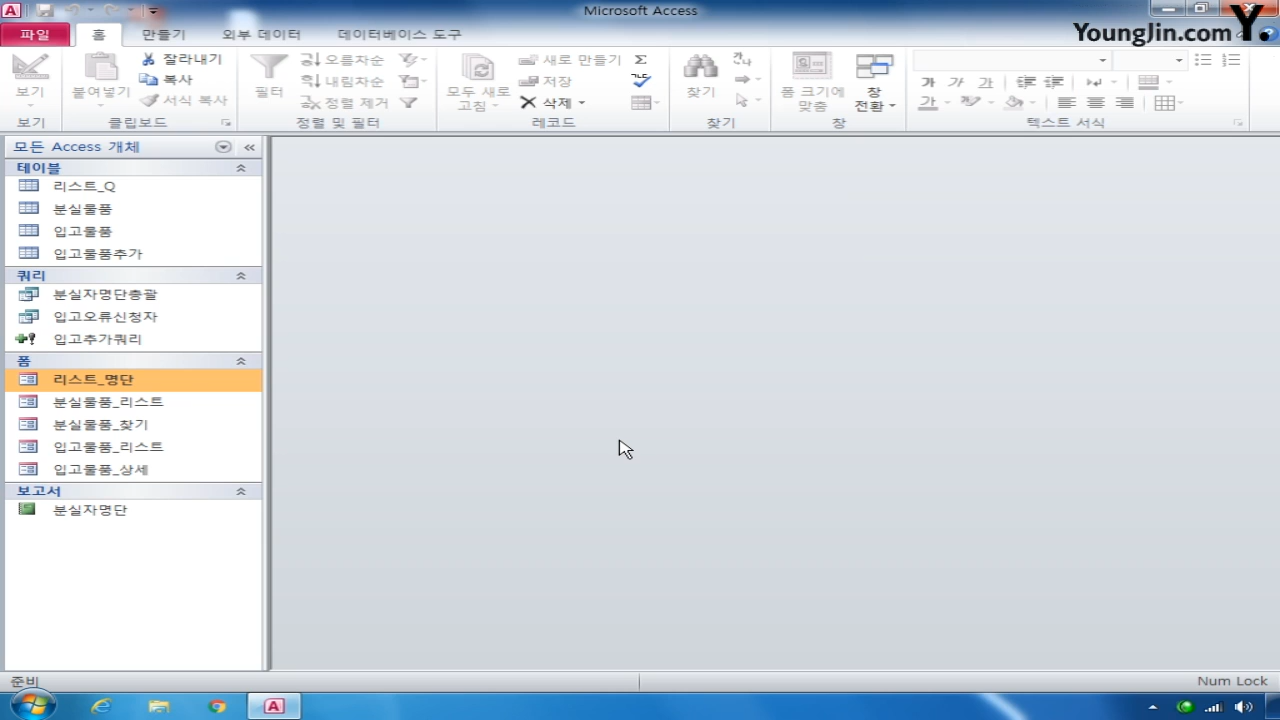 Microsoft Access
YoungJin.com Y.
파일 홈 만들기 외부 데이터 데이터베이스 도구
보기
보기
붙여넣기
잘라내기
복사
서식 복사
클립보드
필터
오름차순
내림차순
정렬 제거
정렬 및 필터
모두 새로
고침
새로 만들기
저장
삭제
레코드
찾기
찾기
폼 크기에
맞춤
창
전환
창
가 가 가
가
텍스트 서식
모든 Access 개체
테이블
리스트_Q
분실물품
입고물품
입고물품추가
쿼리
분실자명단총괄
입고오류신청자
입고추가쿼리
폼
리스트_명단
분실물품_리스트
분실물품_찾기
입고물품_리스트
입고물품_상세
보고서
분실자명단
준비
Num Lock